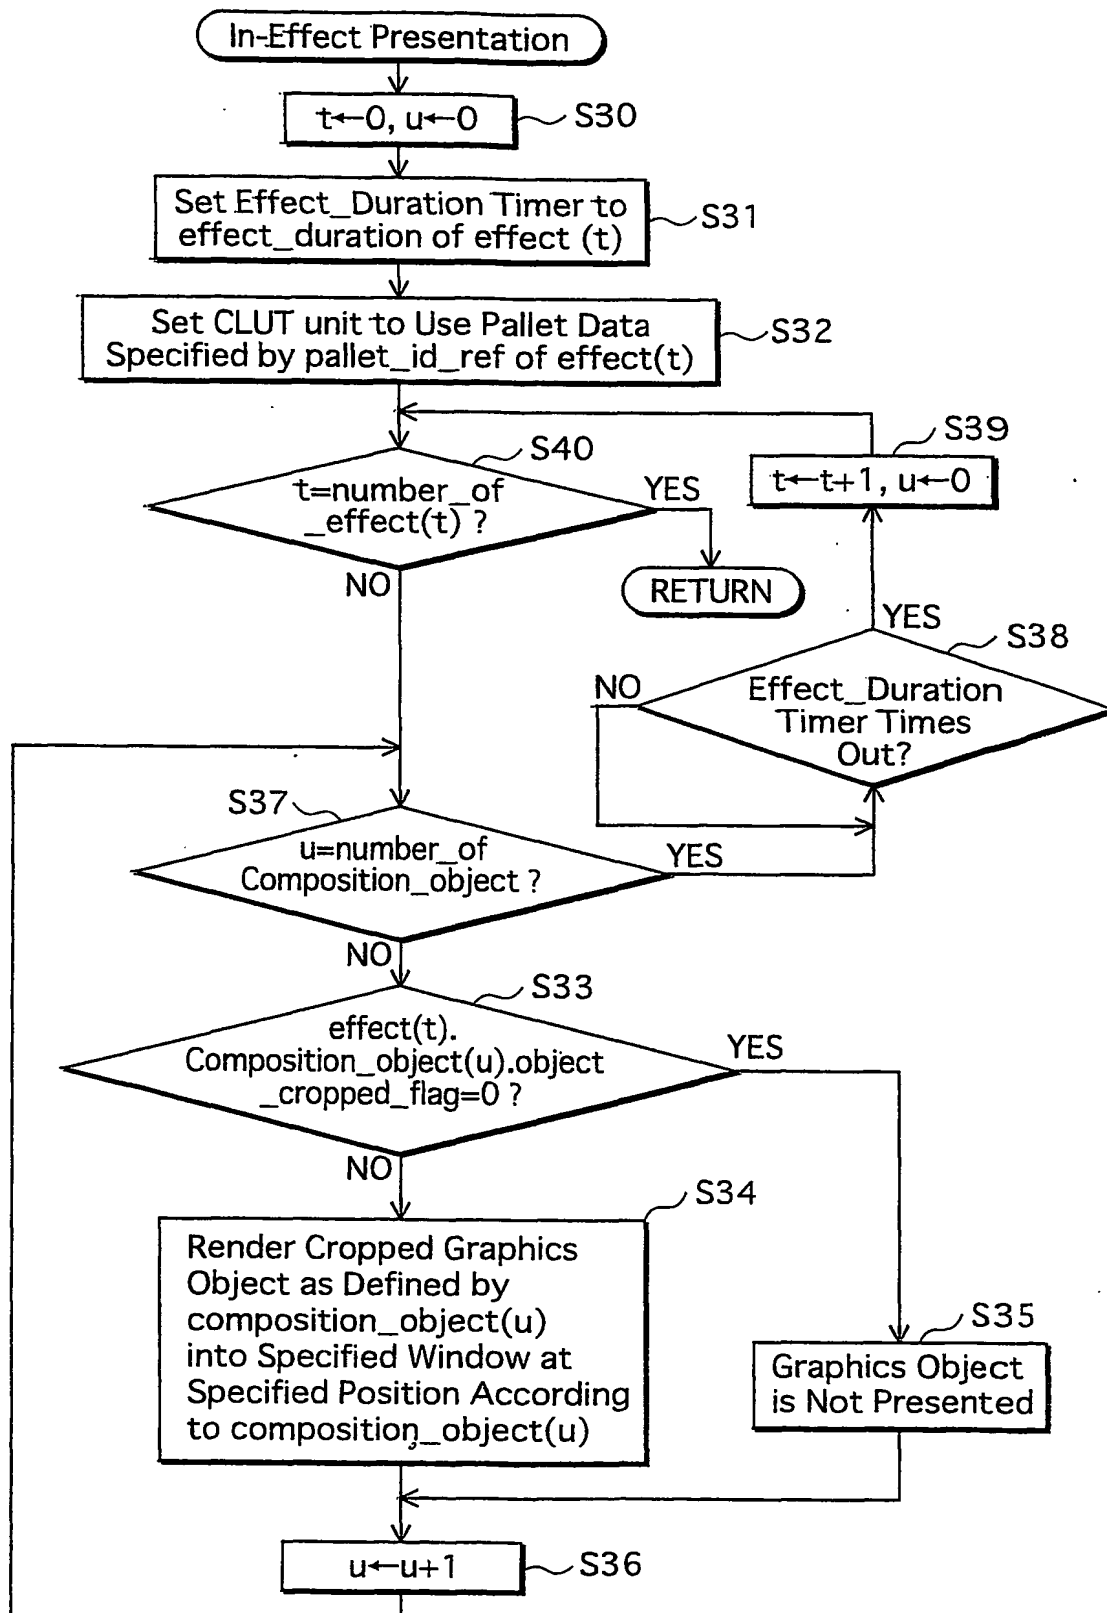 In-Effect Presentation
t←0, u←0
S30
Set Effect_Duration Timer to
effect_duration of effect (t)
S31
Set CLUT unit to Use Pallet Data
Specified by pallet_id_ref of effect(t)
S32
S40
t=number_of
_effect(t) ?
YES
NO
RETURN
S39
t←t+1, u←0
YES
S38
NO
Effect_Duration
Timer Times
Out?
S37
u=number_of
Composition_object ?
YES
NO
S33
effect(t).
Composition_object(u).object
_cropped_flag=0 ?
YES
NO
S34
Render Cropped Graphics
Object as Defined by
composition_object(u)
into Specified Window at
Specified Position According
to composition_object(u)
S35
Graphics Object
is Not Presented
u←u+1
S36